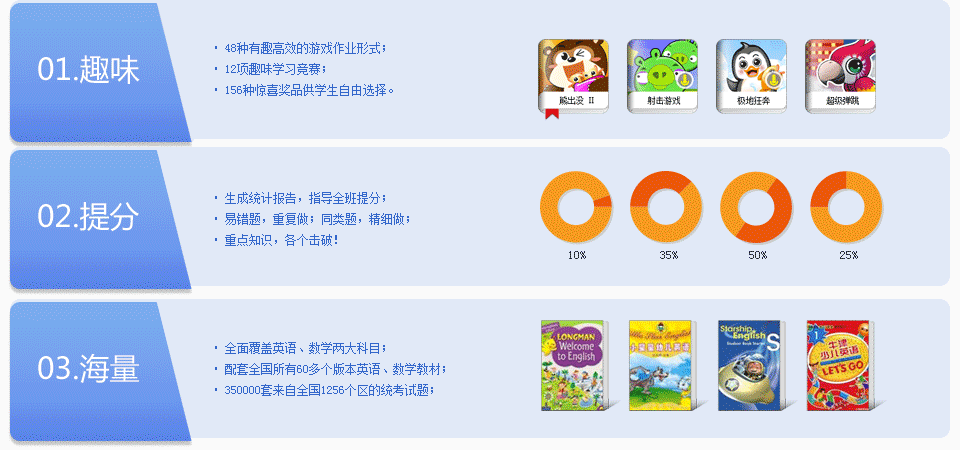 01.趣味
· 48种有趣高效的游戏作业形式；
· 12项趣味学习竞赛；
· 156种惊喜奖品供学生自由选择。
熊出没 II
射击游戏
极地狂奔
超级弹跳
02.提分
· 生成统计报告，指导全班提分；
· 易错题，重复做；同类题，精细做；
· 重点知识，各个击破！
10%
35%
50%
25%
03.海量
· 全面覆盖英语、数学两大科目；
· 配套全国所有60多个版本英语、数学教材；
· 350000套来自全国1256个区的统考试题；
LONGMAN
Welcome
to English
Starship
English
Student Book Starter
S
1
牛津
少儿英语
LET'S GO